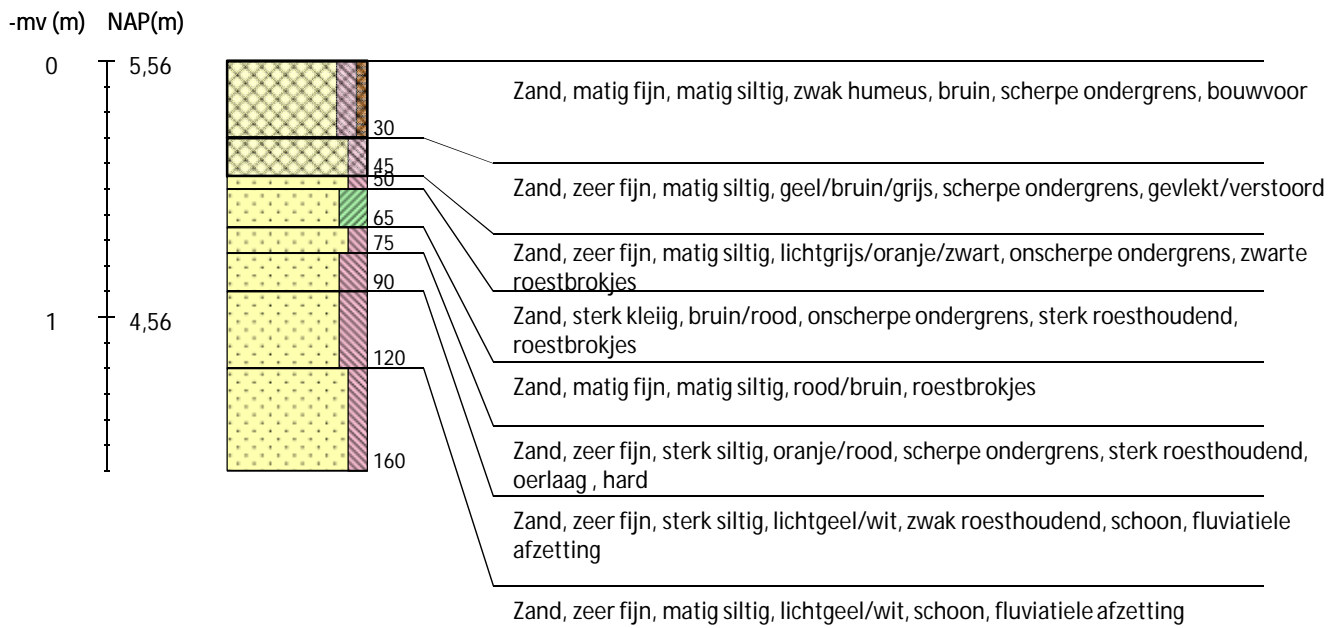 -mv (m) NAP(m)
0 5,56
Zand, matig fijn, matig siltig, zwak humeus, bruin, scherpe ondergrens, bouwvoor
30
45
Zand, zeer fijn, matig siltig, geel/bruin/grijs, scherpe ondergrens, gevlekt/verstoord
50
65
75
Zand, zeer fijn, matig siltig, lichtgrijs/oranje/zwart, onscherpe ondergrens, zwarte
roestbrokjes
90
1 4,56
Zand, sterk kleiig, bruin/rood, onscherpe ondergrens, sterk roesthoudend,
roestbrokjes
120
Zand, matig fijn, matig siltig, rood/bruin, roestbrokjes
160
Zand, zeer fijn, sterk siltig, oranje/rood, scherpe ondergrens, sterk roesthoudend,
oerlaag , hard
Zand, zeer fijn, sterk siltig, lichtgeel/wit, zwak roesthoudend, schoon, fluviatiele
afzetting
Zand, zeer fijn, matig siltig, lichtgeel/wit, schoon, fluviatiele afzetting